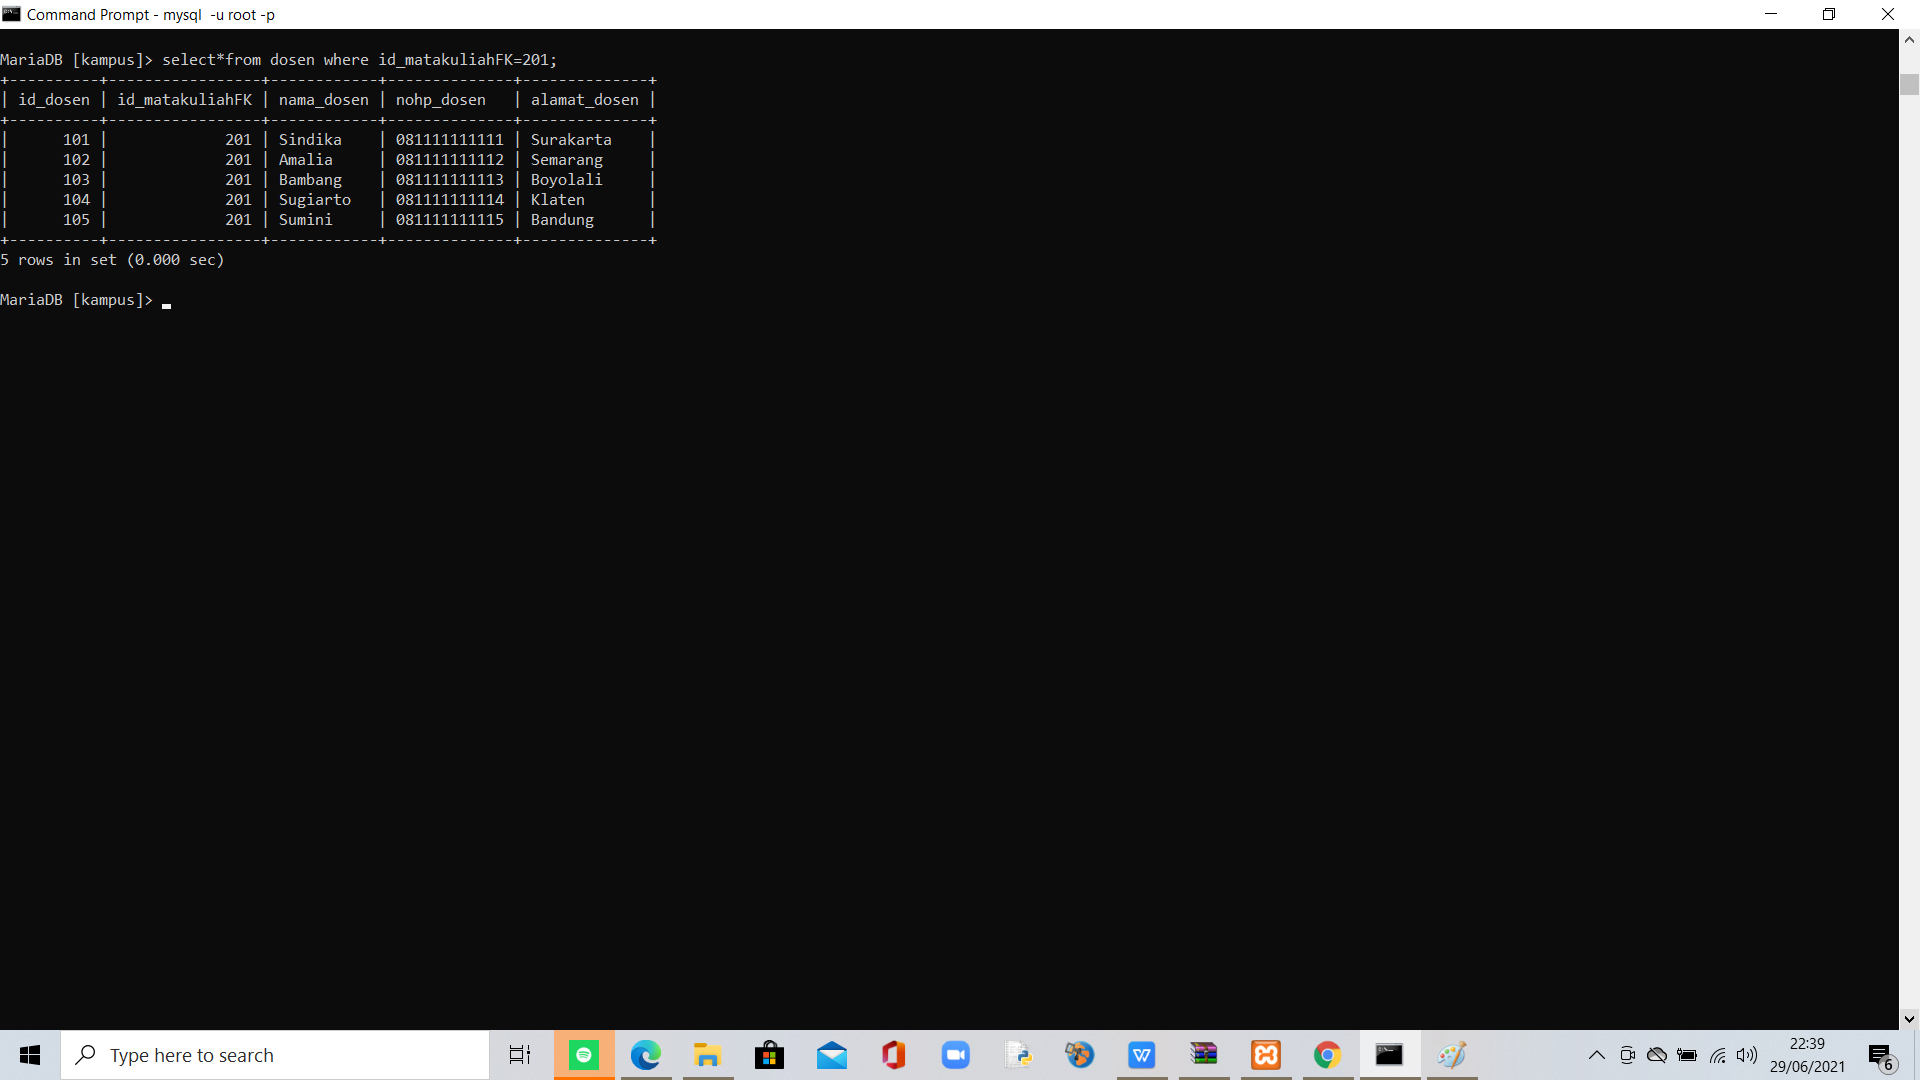 Command Prompt - mysql  -u root -p
MariaDB [kampus]> select*from dosen where id_matakuliahFK=201;
+----------+-----------------+------------+--------------+--------------+
| id_dosen | id_matakuliahFK | nama_dosen | nohp_dosen   | alamat_dosen |
+----------+-----------------+------------+--------------+--------------+
|      101 |             201 | Sindika    | 081111111111 | Surakarta    |
|      102 |             201 | Amalia     | 081111111112 | Semarang     |
|      103 |             201 | Bambang    | 081111111113 | Boyolali     |
|      104 |             201 | Sugiarto   | 081111111114 | Klaten       |
|      105 |             201 | Sumini     | 081111111115 | Bandung      |
+----------+-----------------+------------+--------------+--------------+
5 rows in set (0.000 sec)
MariaDB [kampus]> _
Type here to search
22:39
29/06/2021
6